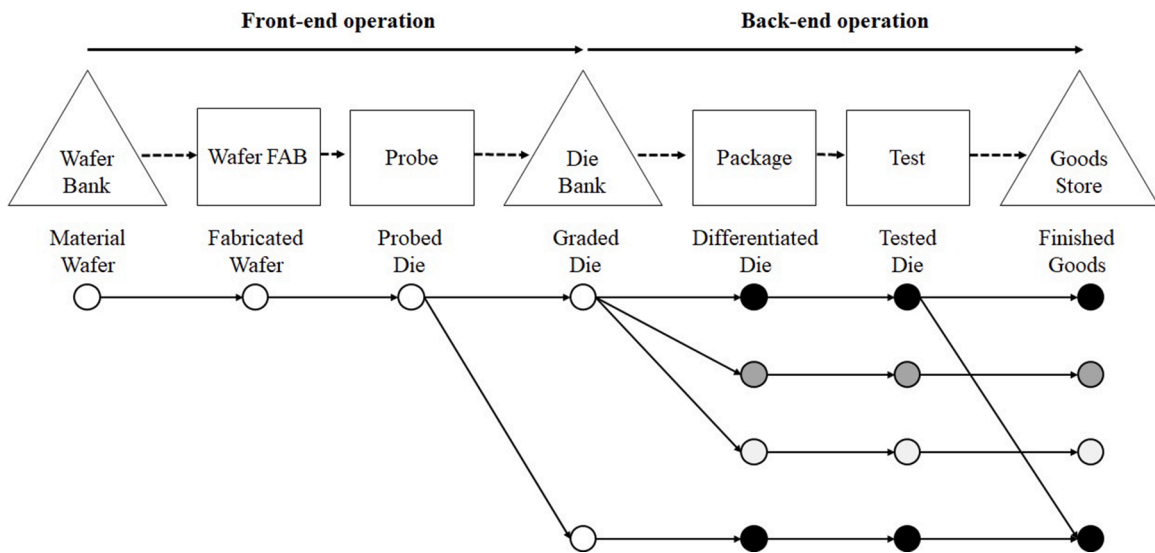 Front-end operation
Back-end operation
Wafer
Bank
Wafer FAB
Probe
Die
Bank
Package
Test
Goods
Store
Material
Wafer
Fabricated
Wafer
Probed
Die
Graded
Die
Differentiated
Die
Tested
Die
Finished
Goods